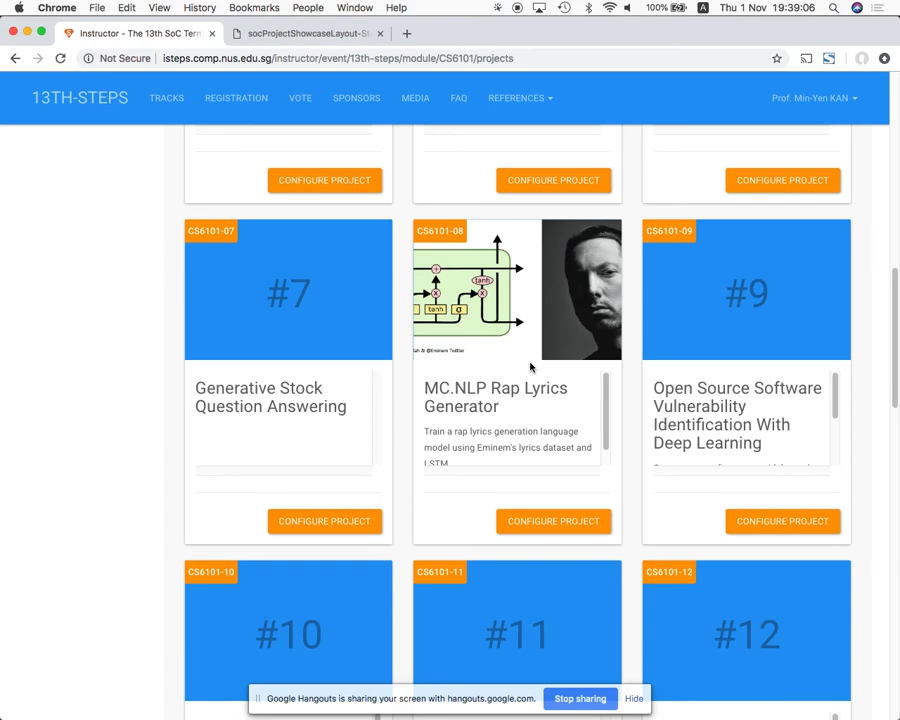 Chrome File Edit View History Bookmarks People Window Help 100% A Thu 1 Nov 19:39:06
Instructor - The 13th SoC Term
socProjectShowcaseLayout-St
Not Secure isteps.comp.nus.edu.sg/instructor/event/13th-steps/module/CS6101/projects
13TH-STEPS TRACKS REGISTRATION VOTE SPONSORS MEDIA FAQ REFERENCES Prof. Min-Yen KAN
CONFIGURE PROJECT CONFIGURE PROJECT CONFIGURE PROJECT
CS6101-07
#7
Generative Stock
Question Answering
CONFIGURE PROJECT
CS6101-08
tanh
tanh σ
& @Eminem Twitter
MC.NLP Rap Lyrics
Generator
Train a rap lyrics generation language
model using Eminem's lyrics dataset and
LSTM
CONFIGURE PROJECT
CS6101-09
#9
Open Source Software
Vulnerability
Identification With
Deep Learning
CONFIGURE PROJECT
CS6101-10
#10
CS6101-11
#11
CS6101-12
#12
Google Hangouts is sharing your screen with hangouts.google.com. Stop sharing Hide